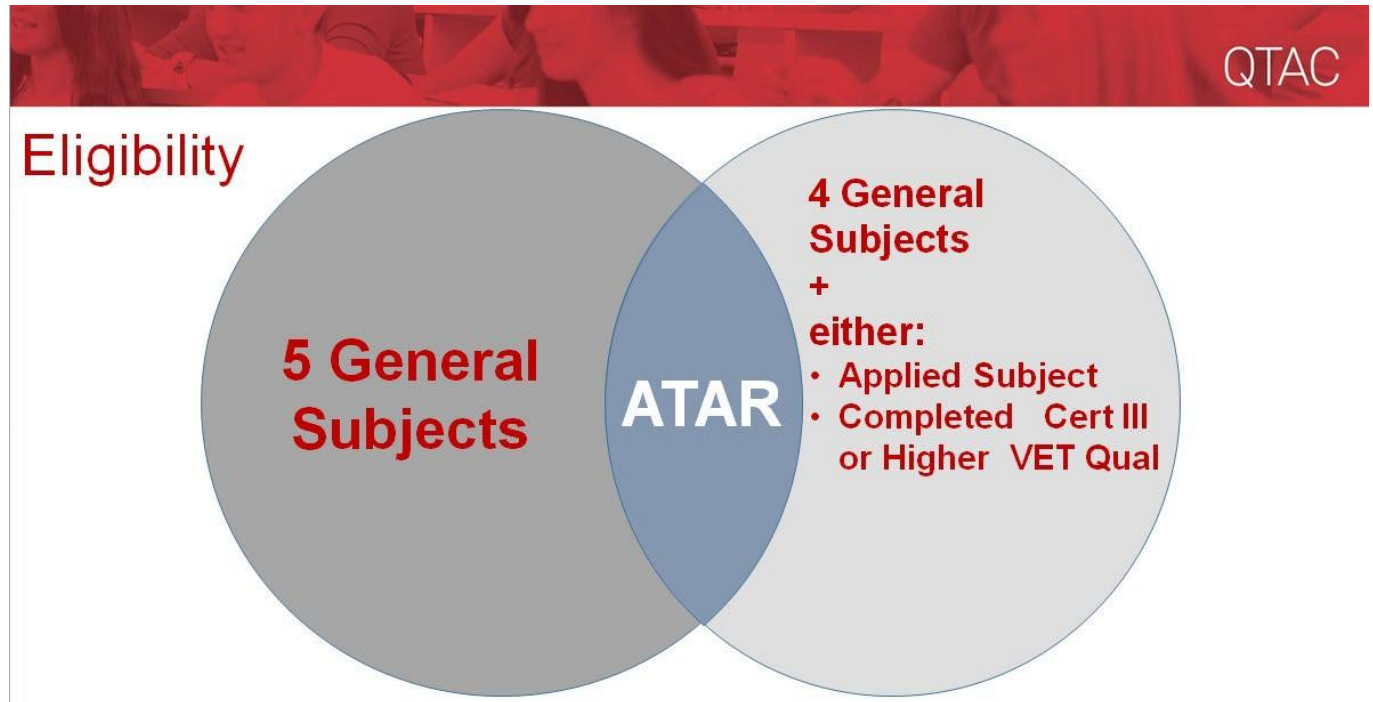 QTAC
Eligibility
5 General
Subjects
ATAR
4 General
Subjects
+
either:
• Applied Subject
• Completed Cert III
or Higher VET Qual